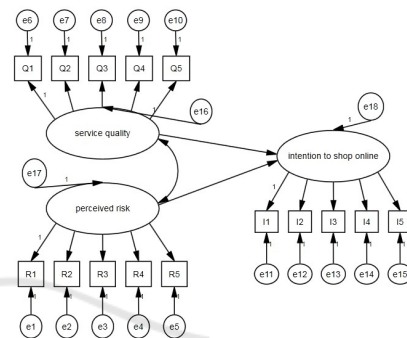 e6 e7 e8 e9 e10
1 1 1 1 1
Q1 Q2 Q3 Q4 Q5
1
1 e16
service quality
e18
1
intention to shop online
e17
1
perceived risk
1
1
I1 I2 I3 I4 I5
R1 R2 R3 R4 R5
1 1 1 1 1
e11 e12 e13 e14 e15
1 1 1 1 1
e1 e2 e3 e4 e5